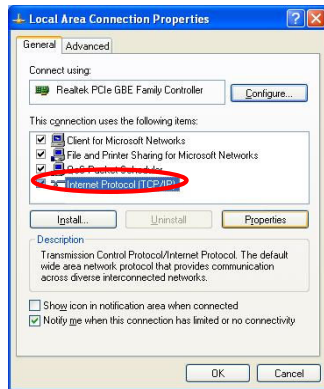 Local Area Connection Properties
General Advanced
Connect using:
Realtek PCIe GBE Family Controller Configure...
This connection uses the following items:
Client for Microsoft Networks
File and Printer Sharing for Microsoft Networks
QoS Packet Scheduler
Internet Protocol (TCP/IP)
Install... Uninstall Properties
Description
Transmission Control Protocol/Internet Protocol. The default
wide area network protocol that provides communication
across diverse interconnected networks.
Show icon in notification area when connected
Notify me when this connection has limited or no connectivity
OK Cancel